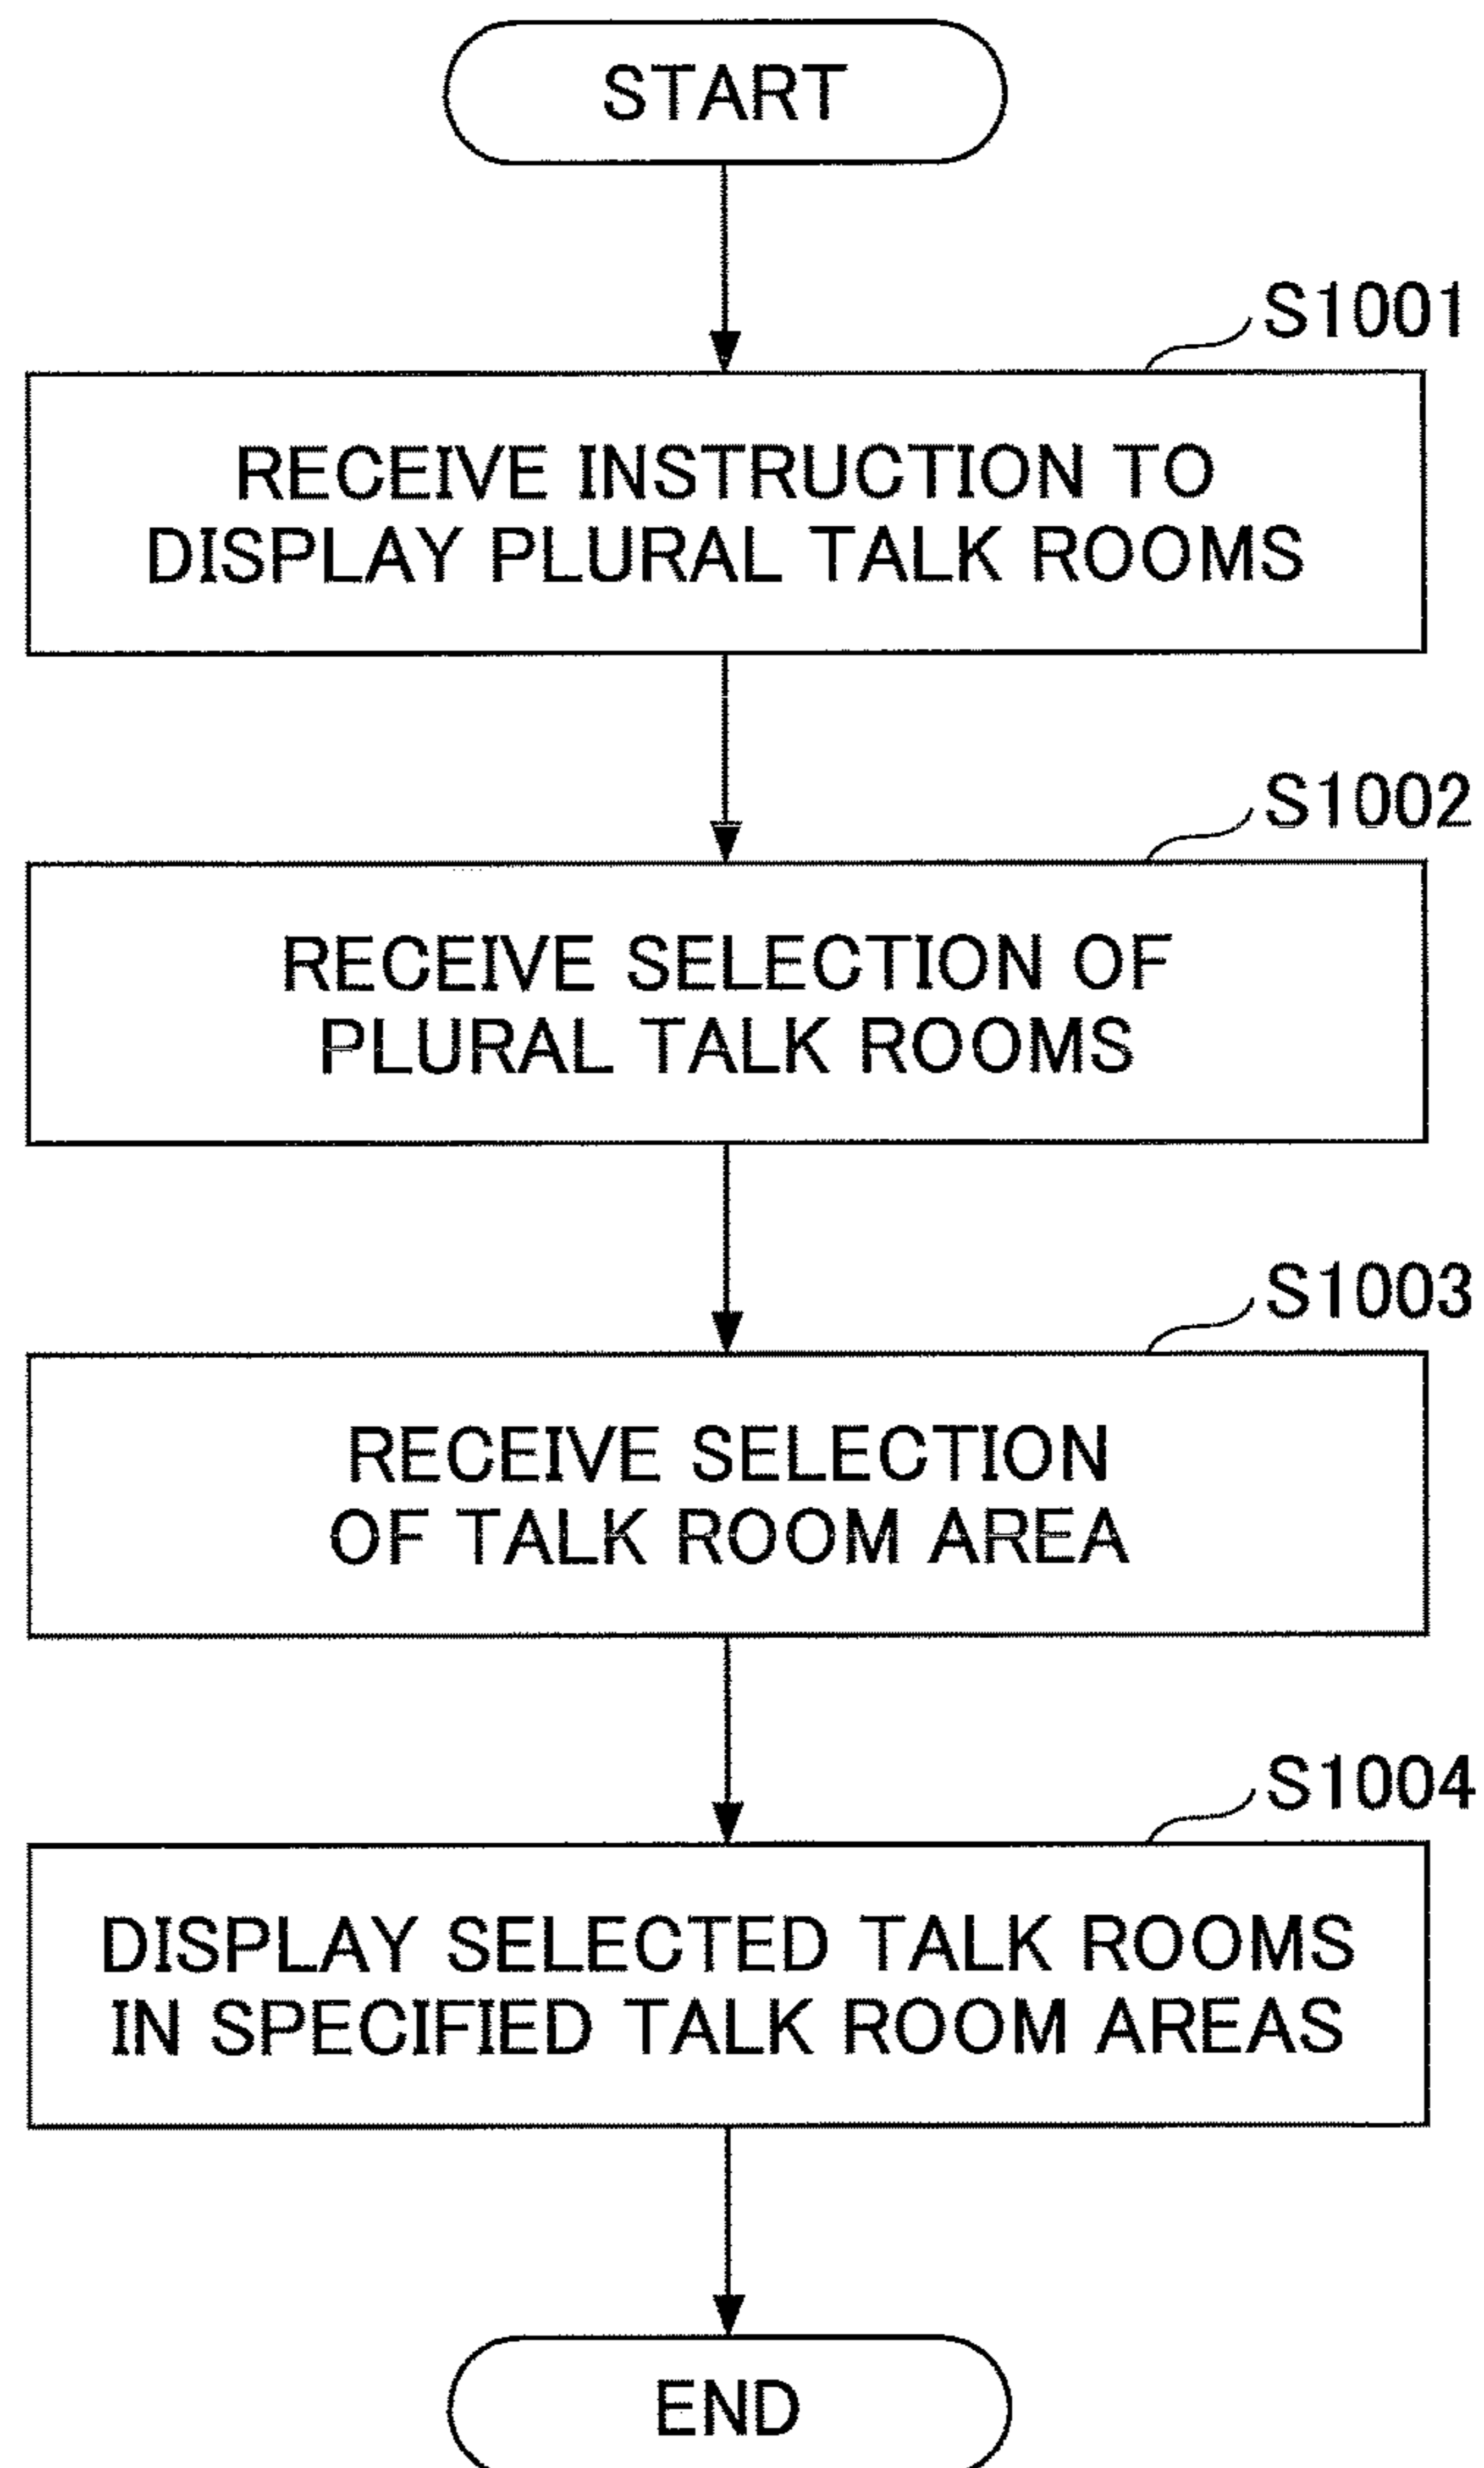 START
S1001
RECEIVE INSTRUCTION TO
DISPLAY PLURAL TALK ROOMS
S1002
RECEIVE SELECTION OF
PLURAL TALK ROOMS
S1003
RECEIVE SELECTION
OF TALK ROOM AREA
S1004
DISPLAY SELECTED TALK ROOMS
IN SPECIFIED TALK ROOM AREAS
END